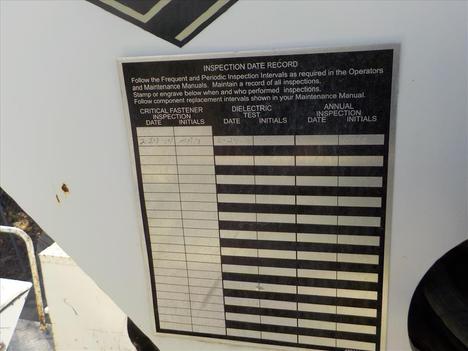 INSPECTION DATE RECORD
Follow the Frequent and Periodic Inspection Intervals as required in the Operators
and Maintenance Manuals. Maintain a record of all inspections.
Stamp or engrave below when and who performed inspections.
Follow component replacement intervals shown in your Maintenance Manual.
CRITICAL FASTENER INSPECTION
DATE INITIALS
DIELECTRIC TEST
DATE INITIALS
ANNUAL INSPECTION
DATE INITIALS